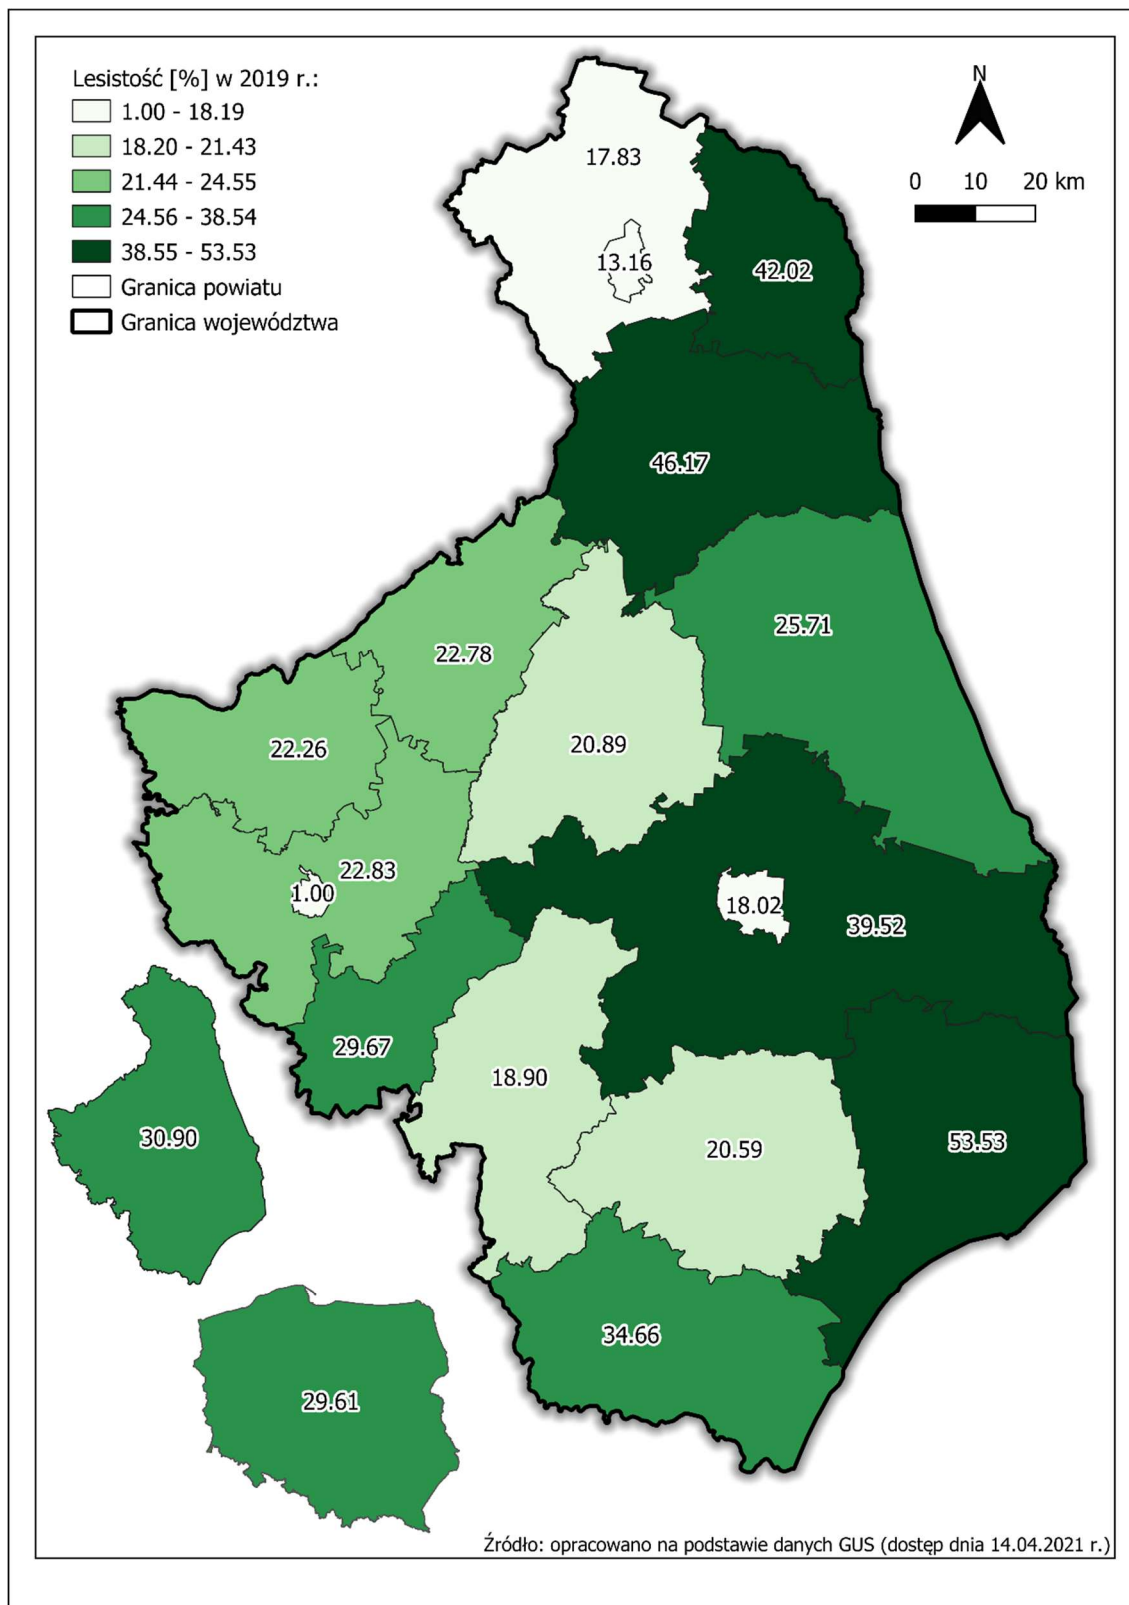 Lesistość [%] w 2019 r.:
1.00 - 18.19
18.20 - 21.43
21.44 - 24.55
24.56 - 38.54
38.55 - 53.53
Granica powiatu
Granica województwa
N
0 10 20 km
17.83
13.16
42.02
46.17
25.71
22.78
22.26
20.89
22.83
1.00
18.02
39.52
29.67
18.90
20.59
53.53
30.90
34.66
29.61
Źródło: opracowano na podstawie danych GUS (dostęp dnia 14.04.2021 r.)